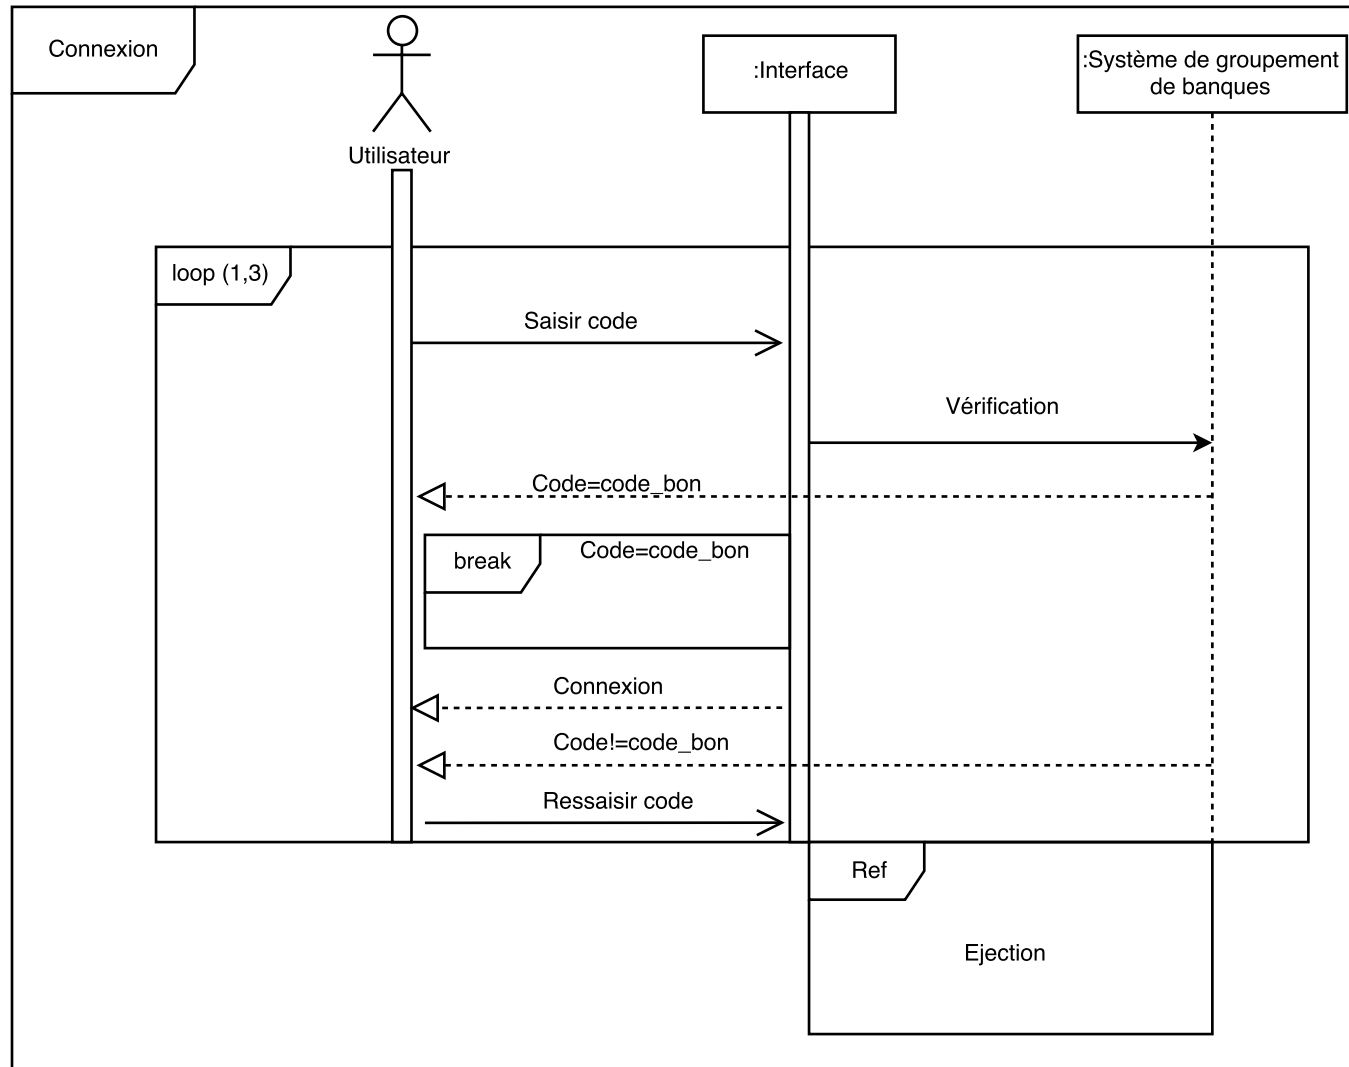 Connexion
Utilisateur
:Interface
:Système de groupement
de banques
loop (1,3)
Saisir code
Vérification
Code=code_bon
break
Code=code_bon
Connexion
Code!=code_bon
Ressaisir code
Ref
Ejection